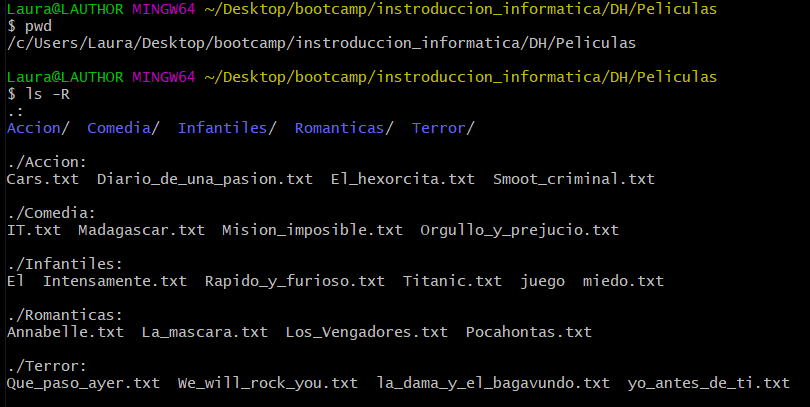 Laura@LAUTHOR MINGW64 ~/Desktop/bootcamp/instroduccion_informatica/DH/Peliculas
$ pwd
/c/Users/Laura/Desktop/bootcamp/instroduccion_informatica/DH/Peliculas
Laura@LAUTHOR MINGW64 ~/Desktop/bootcamp/instroduccion_informatica/DH/Peliculas
$ ls -R
.:
Accion/  Comedia/  Infantiles/  Romanticas/  Terror/
./Accion:
Cars.txt  Diario_de_una_pasion.txt  El_hexorcita.txt  Smoot_criminal.txt
./Comedia:
IT.txt  Madagascar.txt  Mision_imposible.txt  Orgullo_y_prejucio.txt
./Infantiles:
El  Intensamente.txt  Rapido_y_furioso.txt  Titanic.txt  juego  miedo.txt
./Romanticas:
Annabelle.txt  La_mascara.txt  Los_Vengadores.txt  Pocahontas.txt
./Terror:
Que_paso_ayer.txt  We_will_rock_you.txt  la_dama_y_el_bagavundo.txt  yo_antes_de_ti.txt